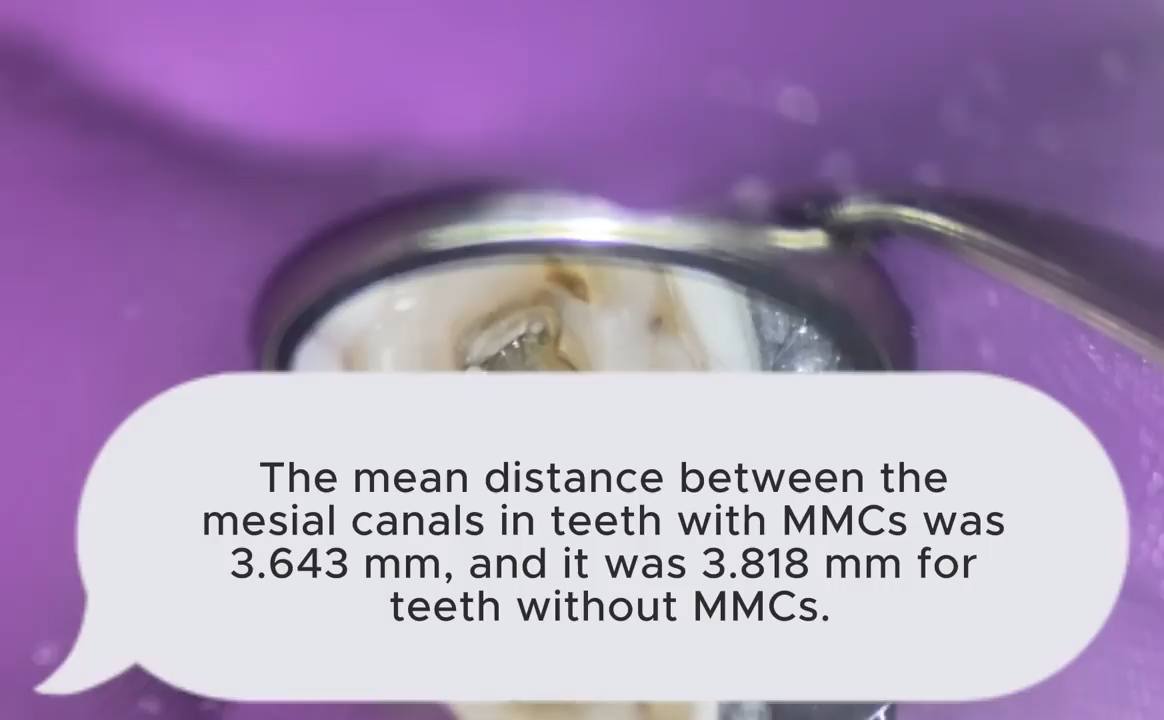 The mean distance between the
mesial canals in teeth with MMCs was
3.643 mm, and it was 3.818 mm for
teeth without MMCs.